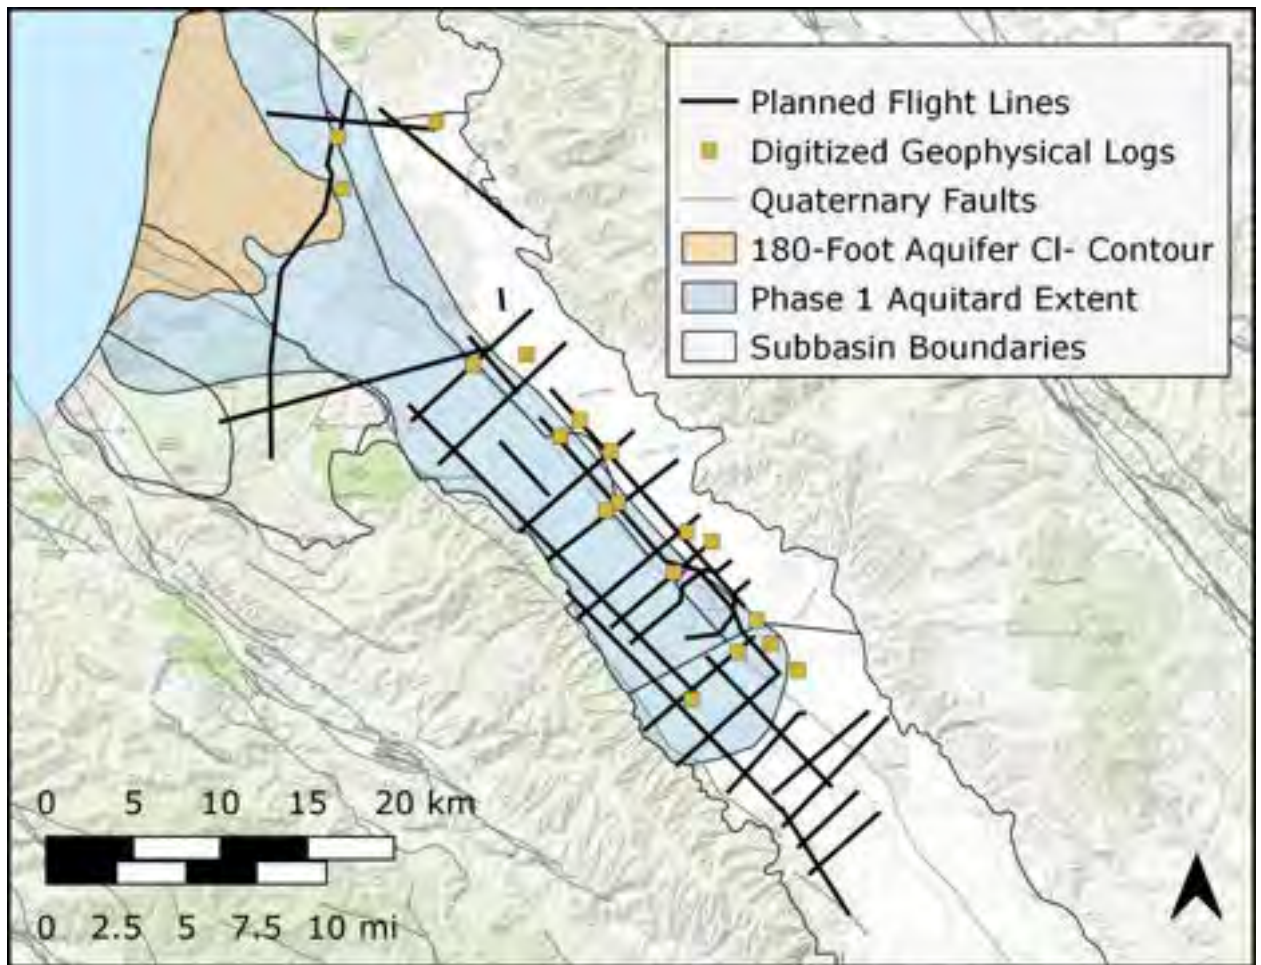 Planned Flight Lines
Digitized Geophysical Logs
Quaternary Faults
180-Foot Aquifer Cl- Contour
Phase 1 Aquitard Extent
Subbasin Boundaries
0 5 10 15 20 km
0 2.5 5 7.5 10 mi